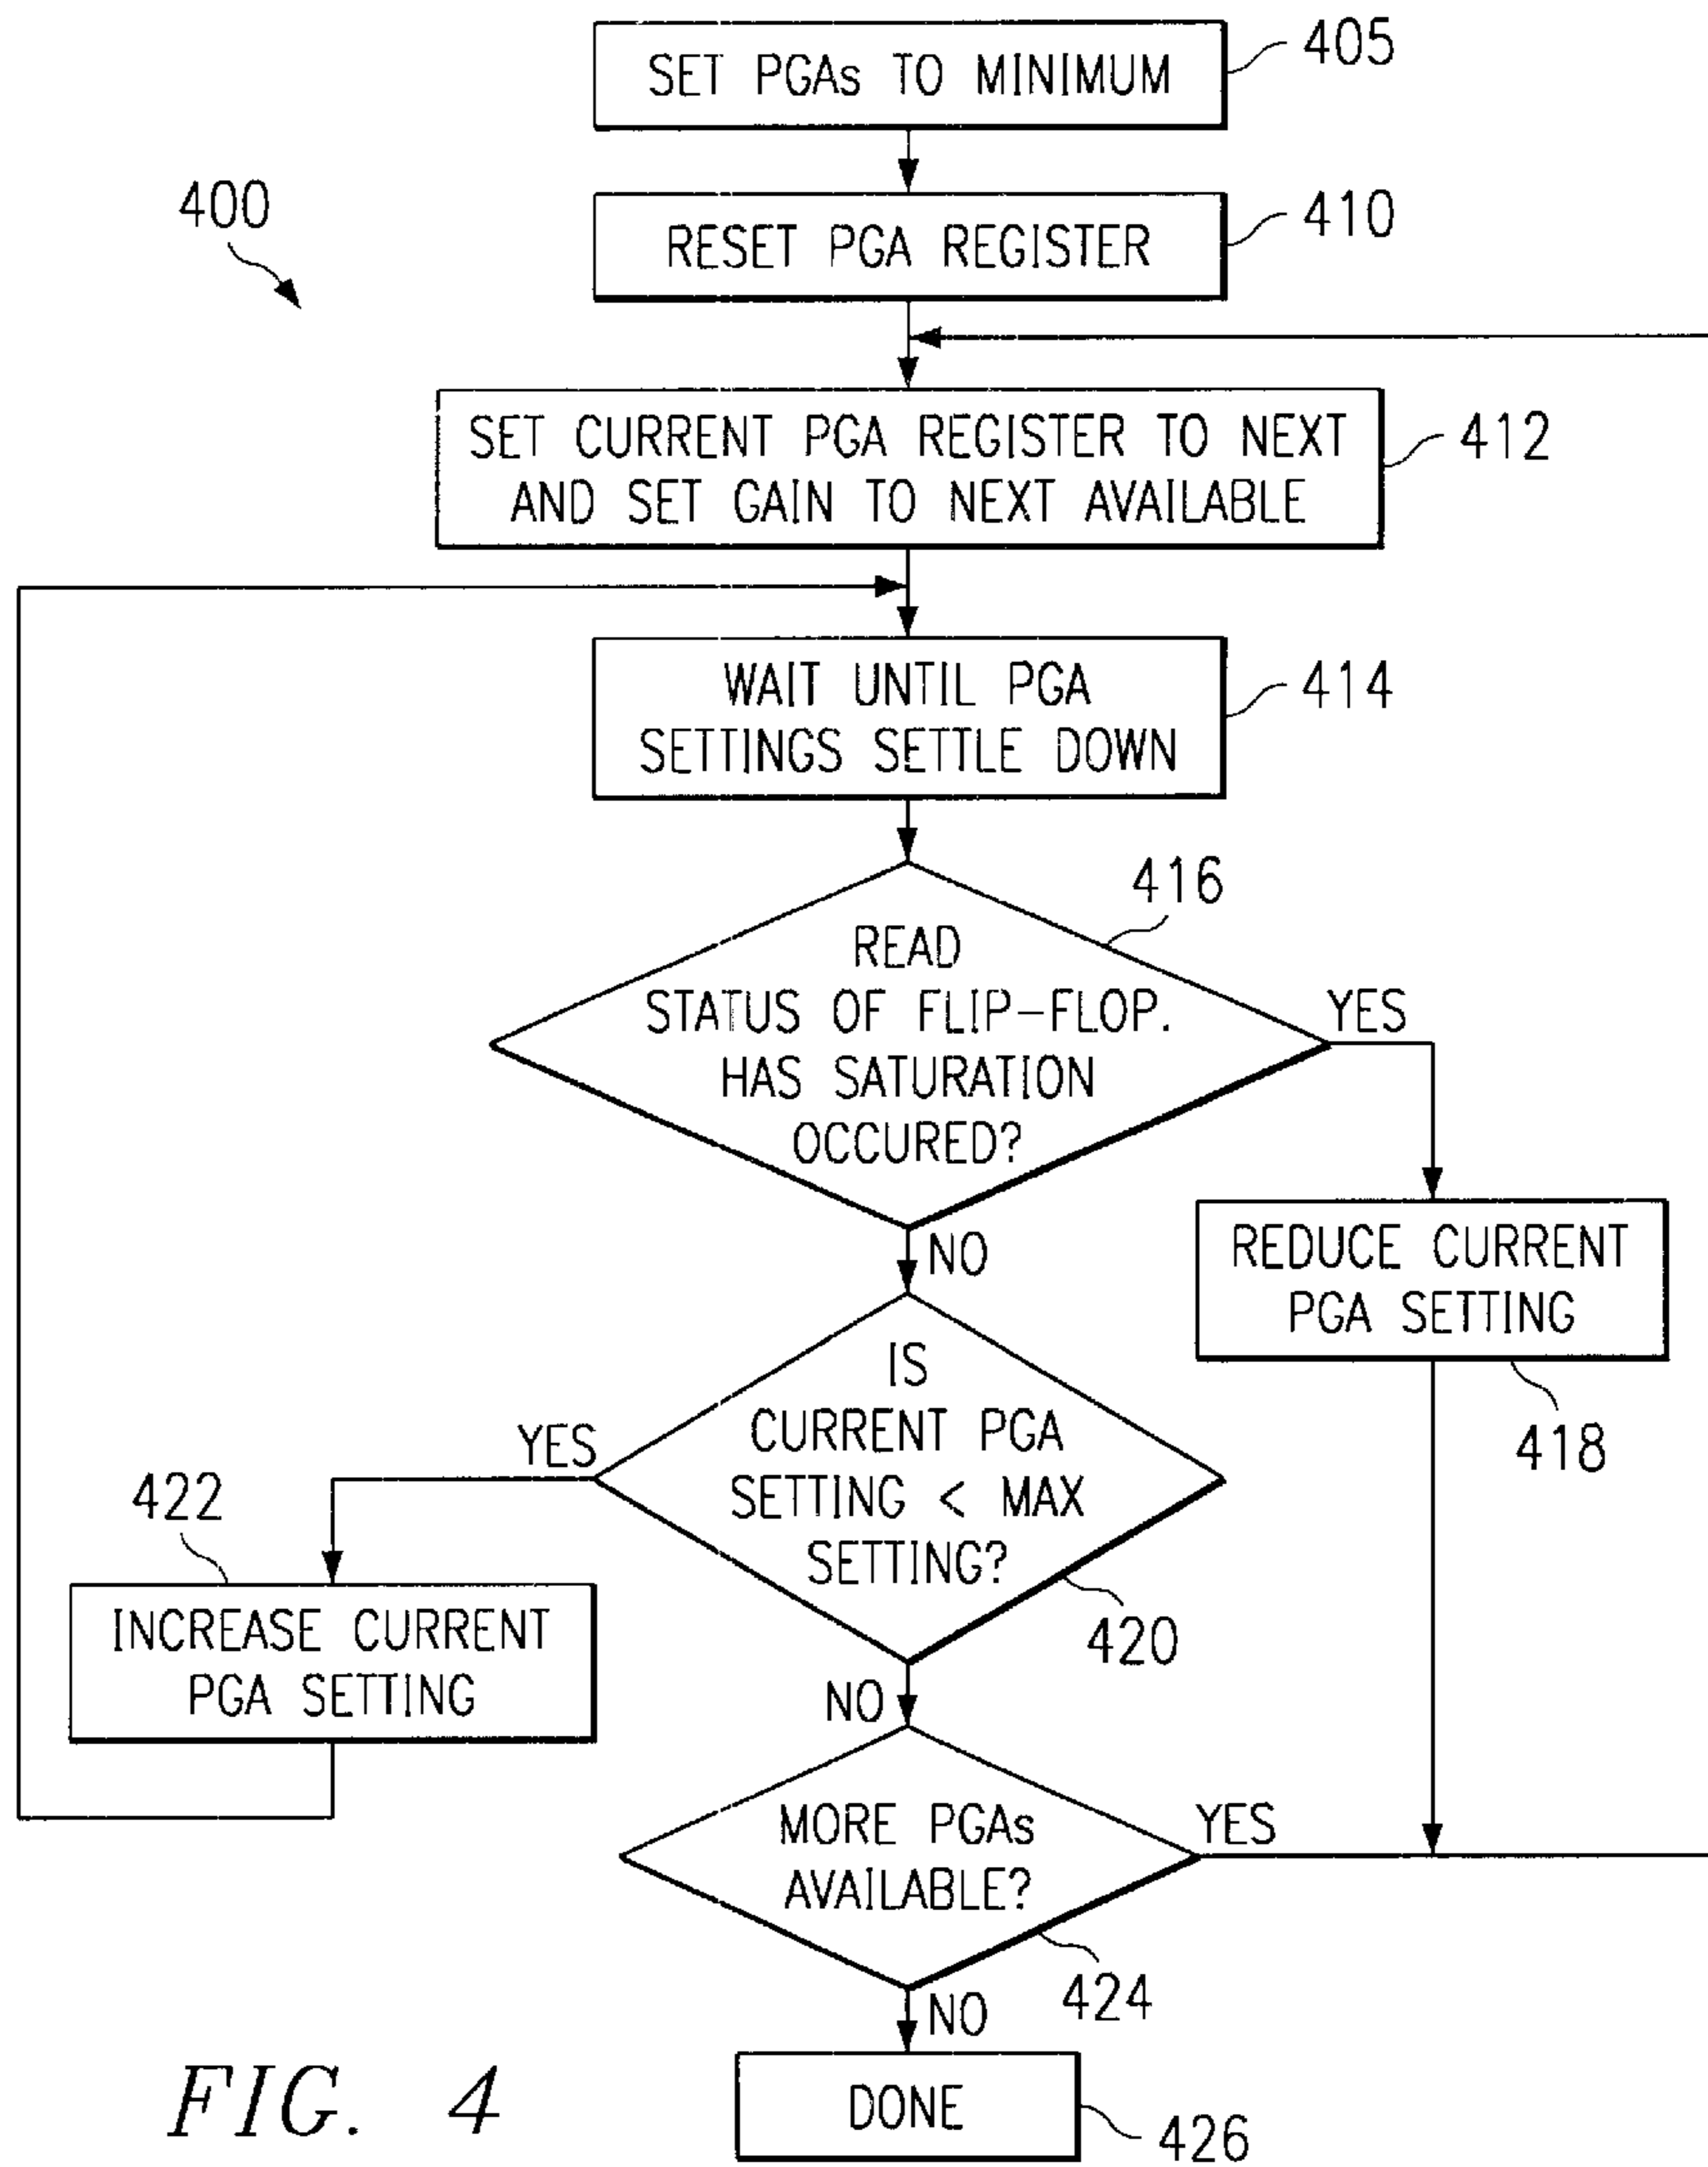 SET PGAs TO MINIMUM
405
400
RESET PGA REGISTER
410
SET CURRENT PGA REGISTER TO NEXT
AND SET GAIN TO NEXT AVAILABLE
412
WAIT UNTIL PGA
SETTINGS SETTLE DOWN
414
416
READ
STATUS OF FLIP-FLOP.
HAS SATURATION
OCCURED?
YES
NO
REDUCE CURRENT
PGA SETTING
418
IS
CURRENT PGA
SETTING < MAX
SETTING?
420
YES
422
INCREASE CURRENT
PGA SETTING
NO
MORE PGAs
AVAILABLE?
YES
424
NO
DONE
426
FIG. 4